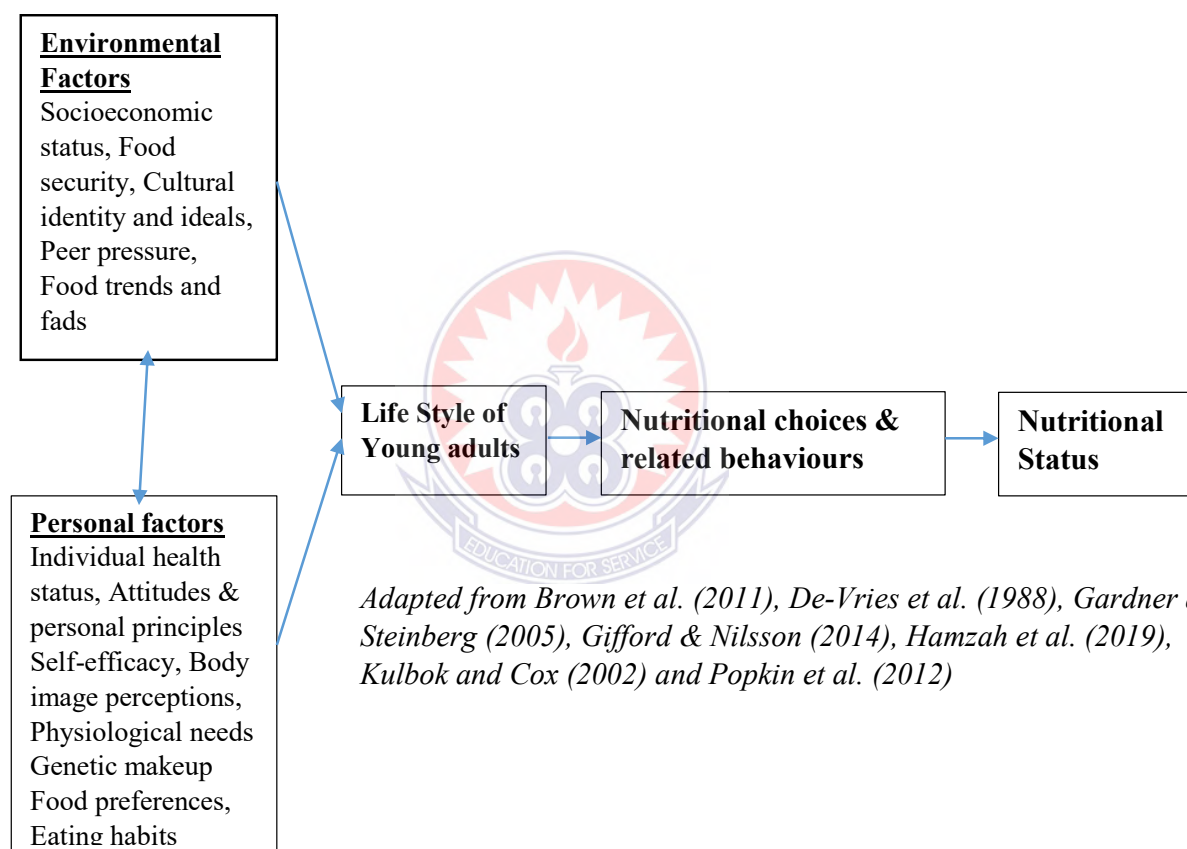 Environmental
Factors
Socioeconomic
status, Food
security, Cultural
identity and ideals,
Peer pressure,
Food trends and
fads
Life Style of
Young adults
Nutritional choices &
related behaviours
Nutritional
Status
Personal factors
Individual health
status, Attitudes &
personal principles
Self-efficacy, Body
image perceptions,
Physiological needs
Genetic makeup
Food preferences,
Eating habits
EDUCATION FOR SERVICE
Adapted from Brown et al. (2011), De-Vries et al. (1988), Gardner
Steinberg (2005), Gifford & Nilsson (2014), Hamzah et al. (2019),
Kulbok and Cox (2002) and Popkin et al. (2012)